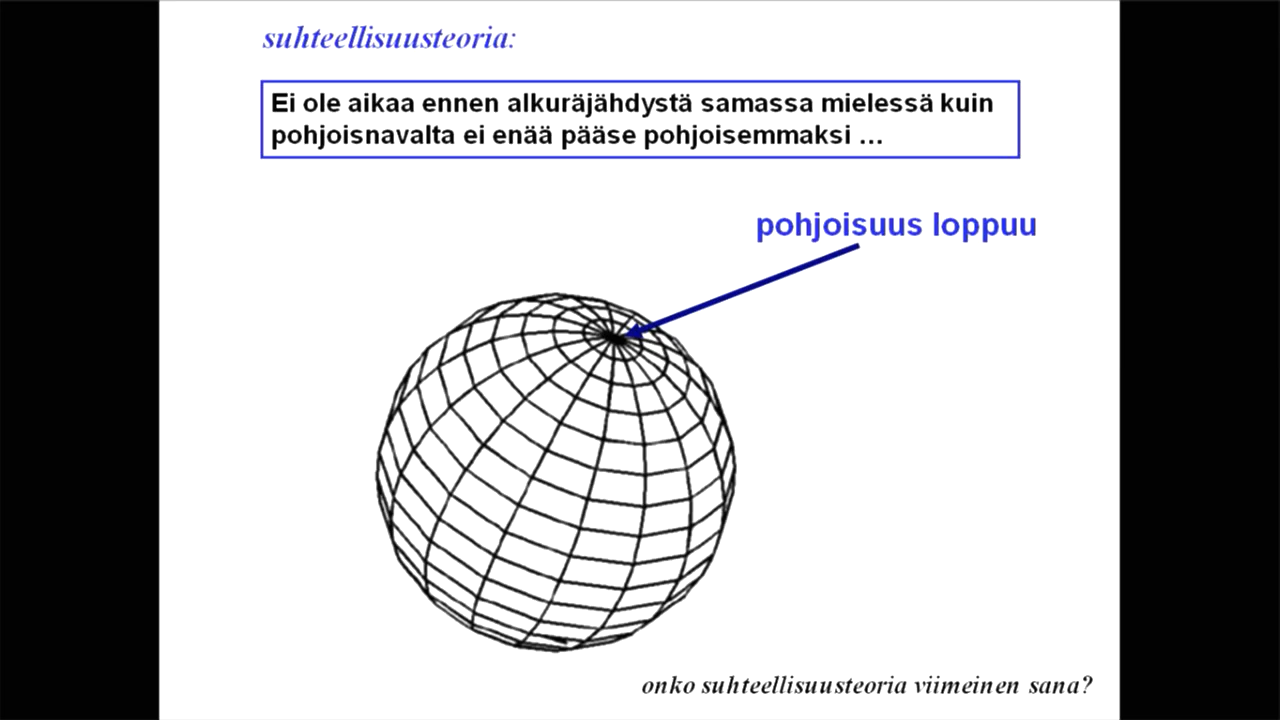 suhteellisuusteoria:
Ei ole aikaa ennen alkuräjähdystä samassa mielessä kuin
pohjoisnavalta ei enää pääse pohjoisemmaksi ...
pohjoisuus loppuu
onko suhteellisuusteoria viimeinen sana?